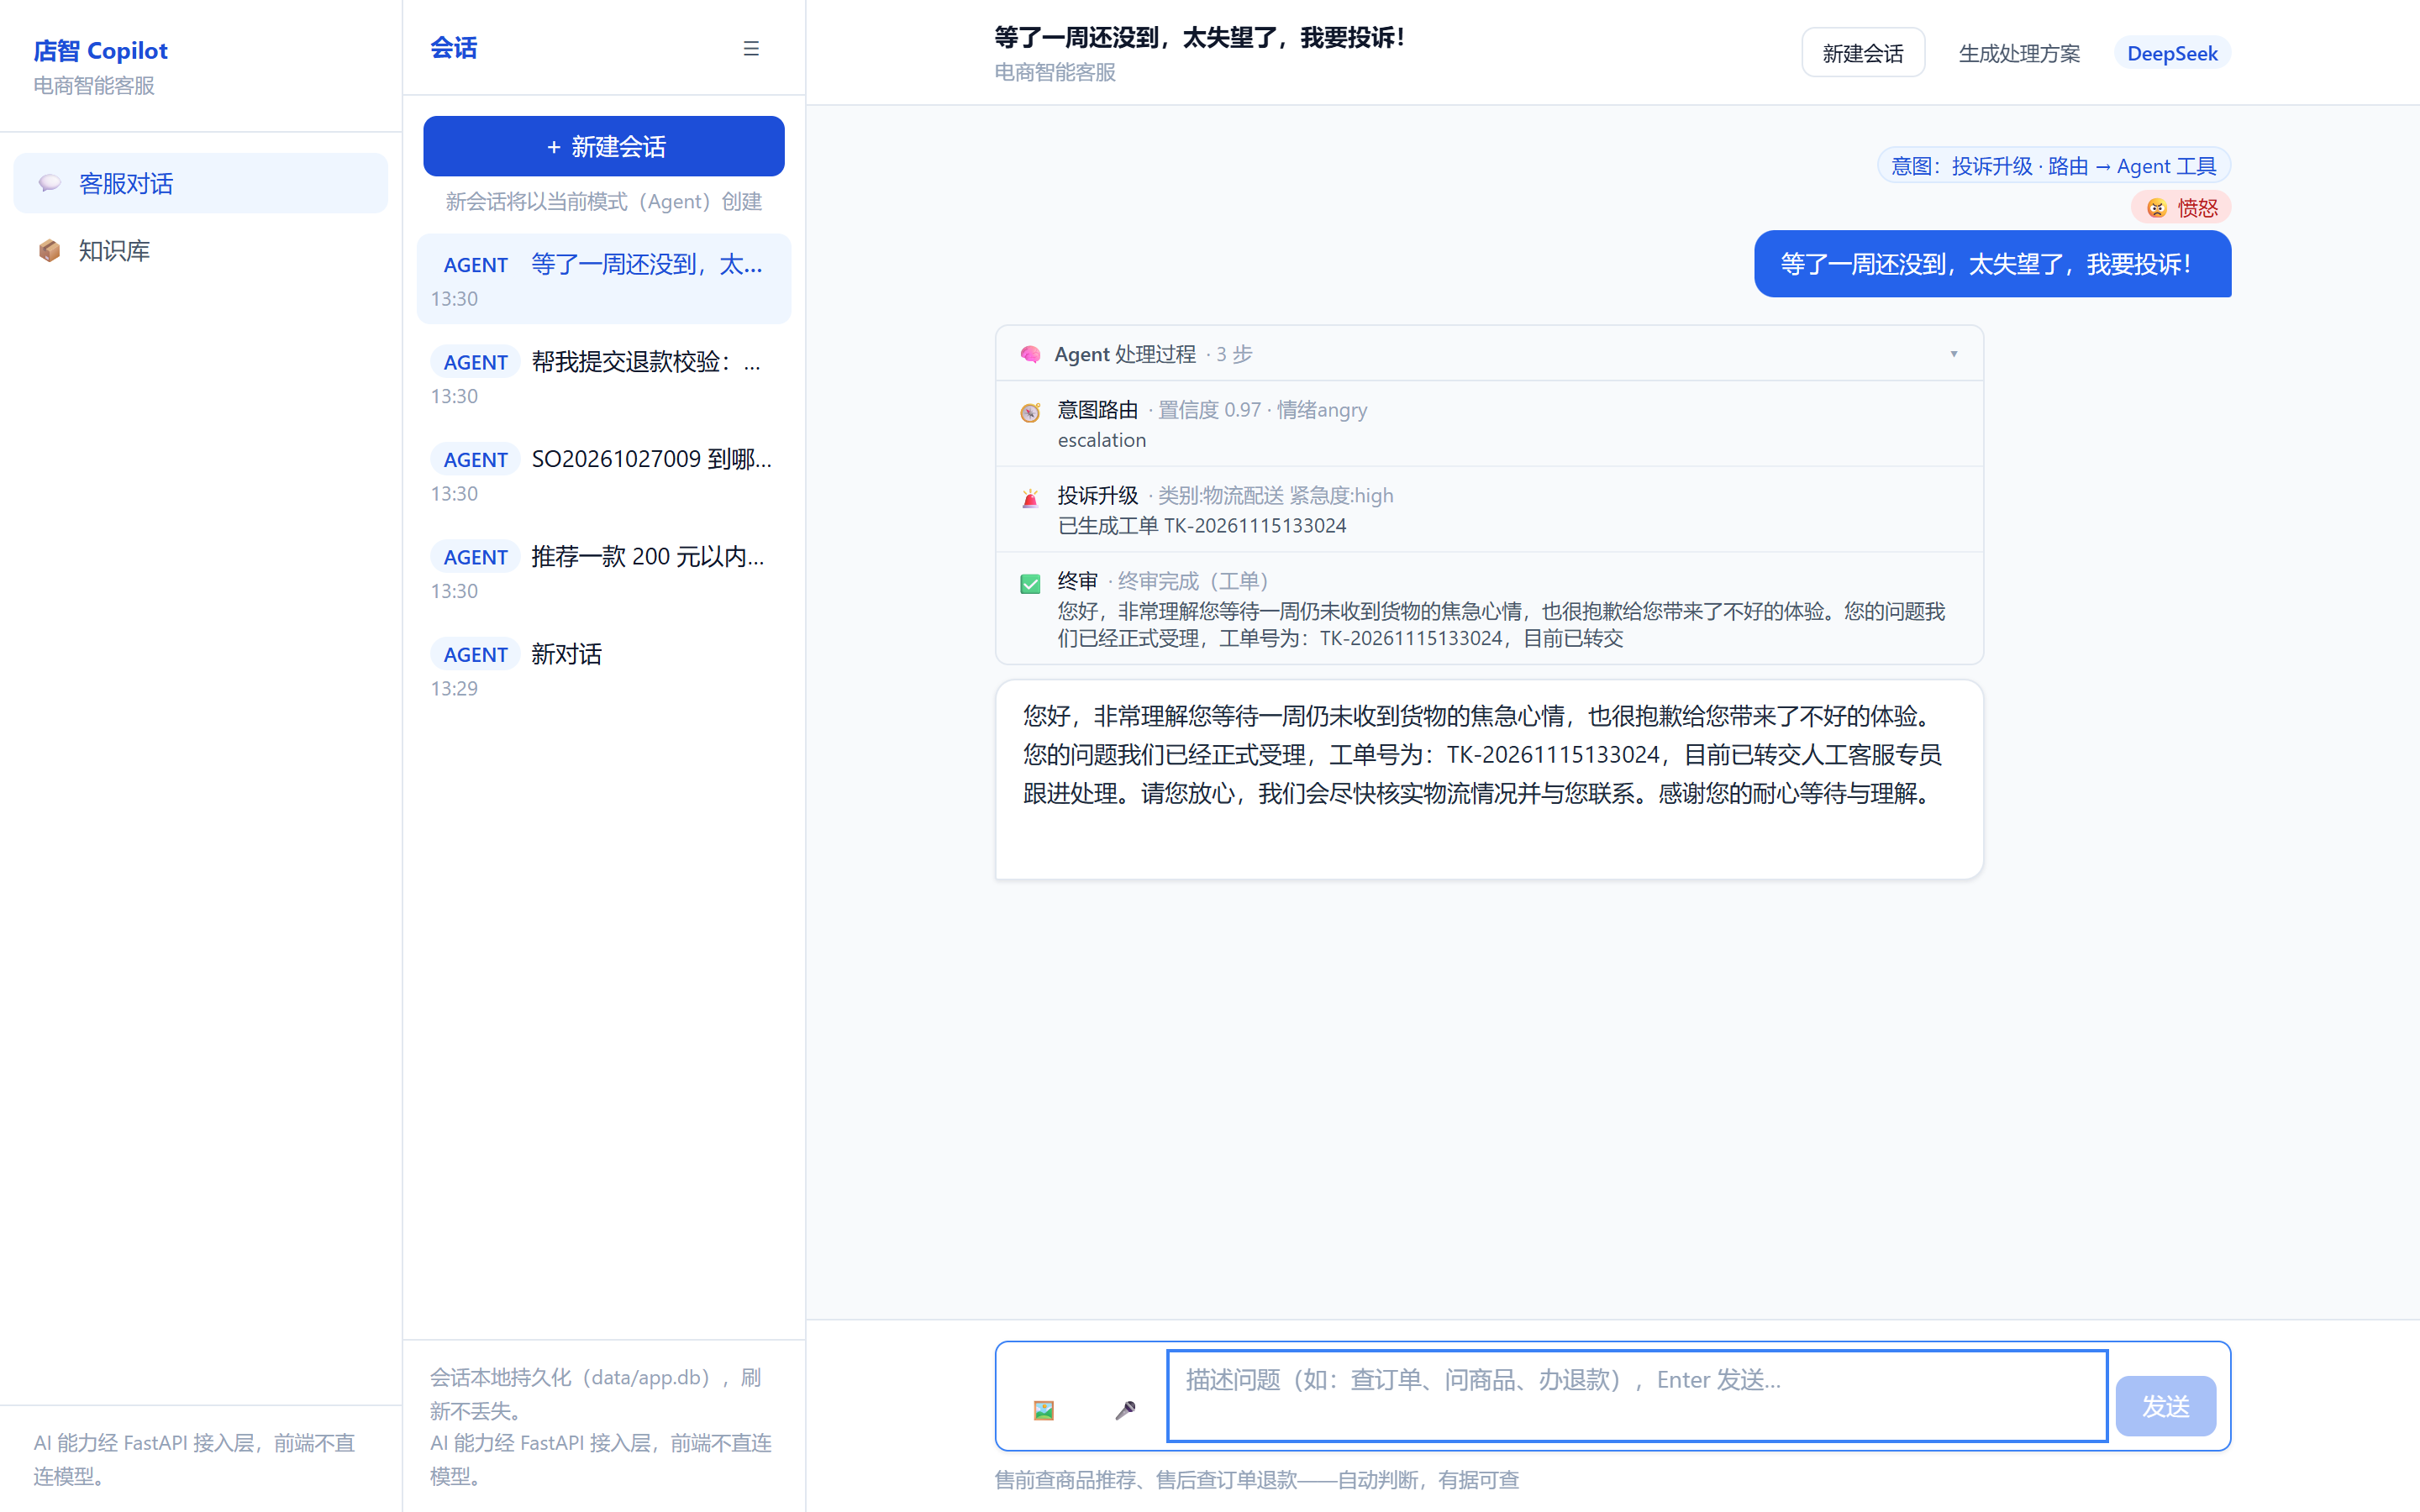 店智 Copilot
电商智能客服
客服对话
知识库
AI 能力经 FastAPI 接入层，前端不直
连模型。
会话
+ 新建会话
新会话将以当前模式（Agent）创建
AGENT 等了一周还没到，太...
13:30
AGENT 帮我提交退款校验：...
13:30
AGENT SO20261027009 到哪...
13:30
AGENT 推荐一款 200 元以内...
13:30
AGENT 新对话
13:29
会话本地持久化（data/app.db），刷
新不丢失。
AI 能力经 FastAPI 接入层，前端不直连
模型。
等了一周还没到，太失望了，我要投诉！
电商智能客服
新建会话
生成处理方案
DeepSeek
意图：投诉升级 · 路由 → Agent 工具
愤怒
等了一周还没到，太失望了，我要投诉！
Agent 处理过程 · 3 步
意图路由 · 置信度 0.97 · 情绪angry
escalation
投诉升级 · 类别:物流配送 紧急度:high
已生成工单 TK-20261115133024
终审 · 终审完成（工单）
您好，非常理解您等待一周仍未收到货物的焦急心情，也很抱歉给您带来了不好的体验。您的问题我
们已经正式受理，工单号为：TK-20261115133024，目前已转交
您好，非常理解您等待一周仍未收到货物的焦急心情，也很抱歉给您带来了不好的体验。
您的问题我们已经正式受理，工单号为：TK-20261115133024，目前已转交人工客服专员
跟进处理。请您放心，我们会尽快核实物流情况并与您联系。感谢您的耐心等待与理解。
描述问题（如：查订单、问商品、办退款），Enter 发送...
发送
售前查商品推荐、售后查订单退款——自动判断，有据可查